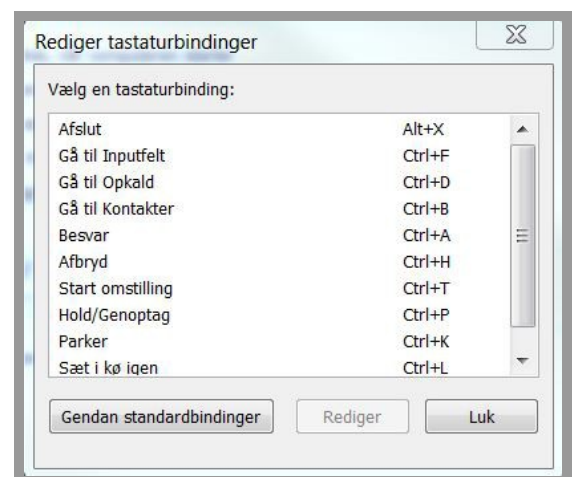 Rediger tastaturbindinger
Vælg en tastaturbinding:
Afslut Alt+X
Gå til Inputfelt Ctrl+F
Gå til Opkald Ctrl+D
Gå til Kontakter Ctrl+B
Besvar Ctrl+A
Afbryd Ctrl+H
Start omstilling Ctrl+T
Hold/Genoptag Ctrl+P
Parker Ctrl+K
Sæt i kø igen Ctrl+L
Gendan standardbindinger Rediger Luk